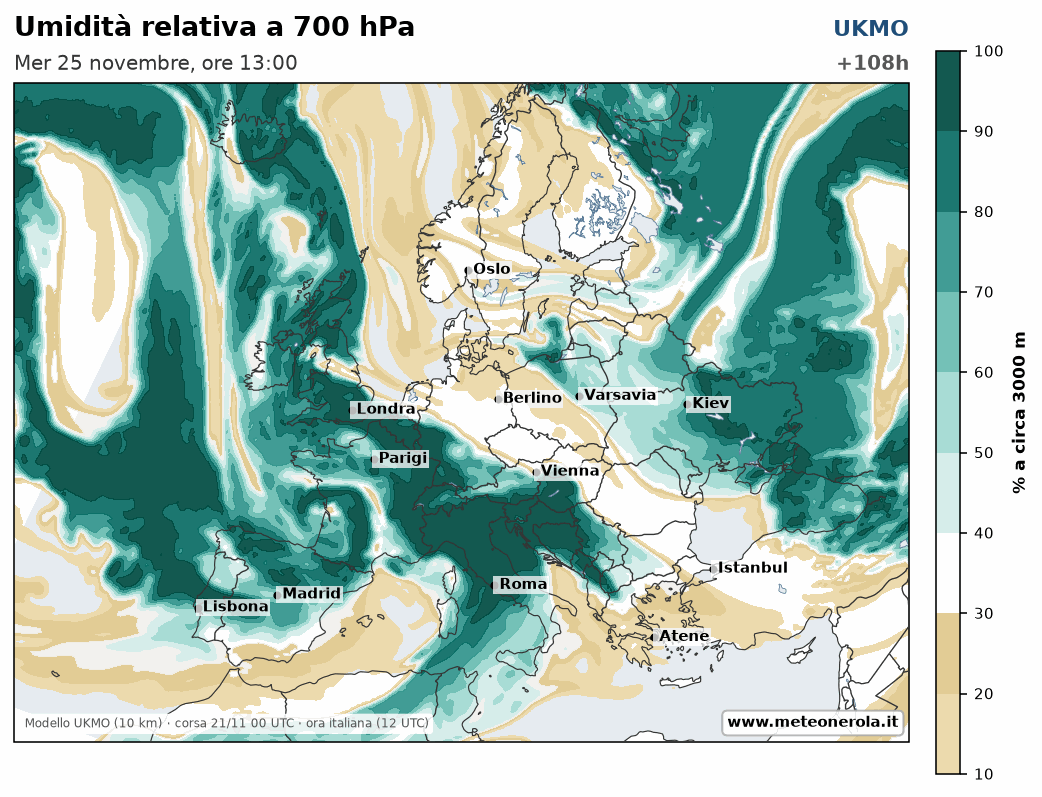 Umidità relativa a 700 hPa
UKMO
Mer 25 novembre, ore 13:00
+108h
100
90
80
70
60
50
40
30
20
10
% a circa 3000 m
Oslo
Berlino
Varsavia
Kiev
Londra
Parigi
Vienna
Istanbul
Roma
Madrid
Lisbona
Atene
Modello UKMO (10 km) · corsa 21/11 00 UTC · ora italiana (12 UTC)
www.meteonerola.it